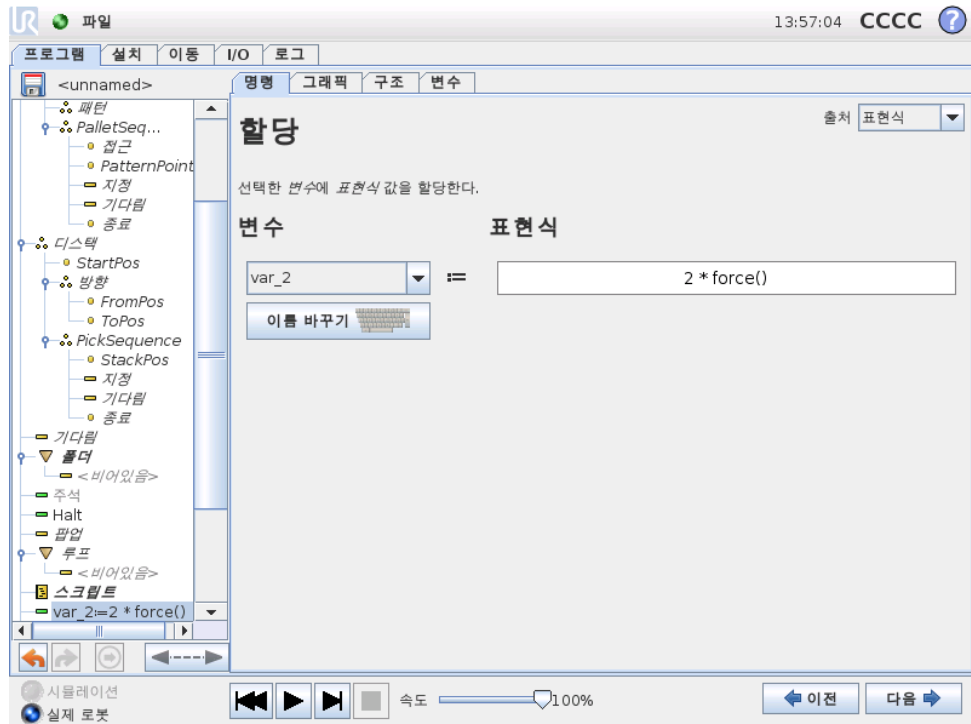 UR 파일 13:57:04 CCCC ?
프로그램 설치 이동 I/O 로그
<unnamed>
명령 그래픽 구조 변수
패턴
PalletSeq...
접근
PatternPoint
지정
기다림
종료
디스택
StartPos
방향
FromPos
ToPos
PickSequence
StackPos
지정
기다림
종료
기다림
폴더
<비어있음>
주석
Halt
팝업
루프
<비어있음>
스크립트
var_2:=2 * force()
할당
출처 표현식
선택한 변수에 표현식 값을 할당한다.
변수 표현식
var_2 := 2 * force()
이름 바꾸기
시뮬레이션
실제 로봇
속도 100%
이전 다음